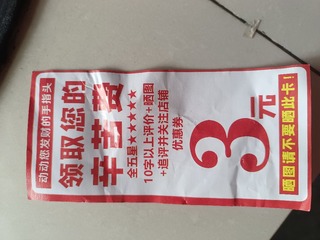 动动您发财的手指头
领取您的
辛苦费
全五星★★★★★
10字以上评价+晒图
+追评并关注店铺
优惠券
3元
晒图请不要晒此卡!